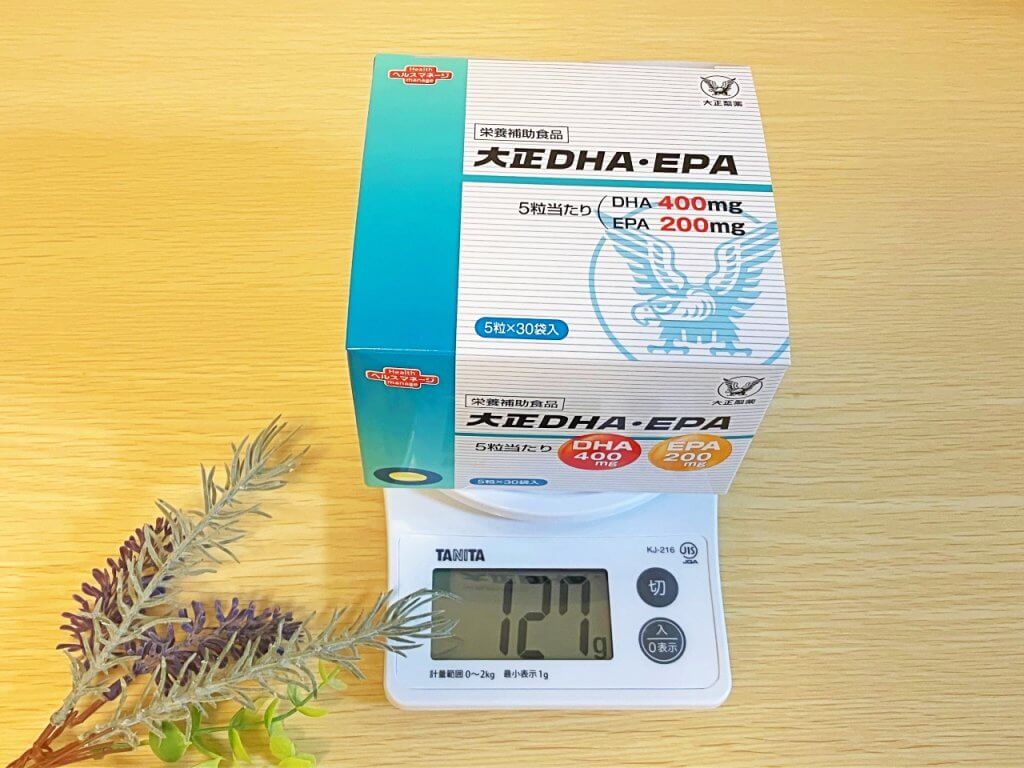 Health
ヘルスマネージ
manage
大正製薬
栄養補助食品
大正DHA・EPA
5粒当たり
DHA 400mg
EPA 200mg
5粒×30袋入
Health
ヘルスマネージ
manage
大正製薬
栄養補助食品
大正DHA・EPA
5粒当たり
DHA
400
mg
EPA
200
mg
5粒×30袋入
TANITA
KJ-216
JIS
JQA
127g
切
入
0表示
計量範囲 0～2kg 最小表示 1g